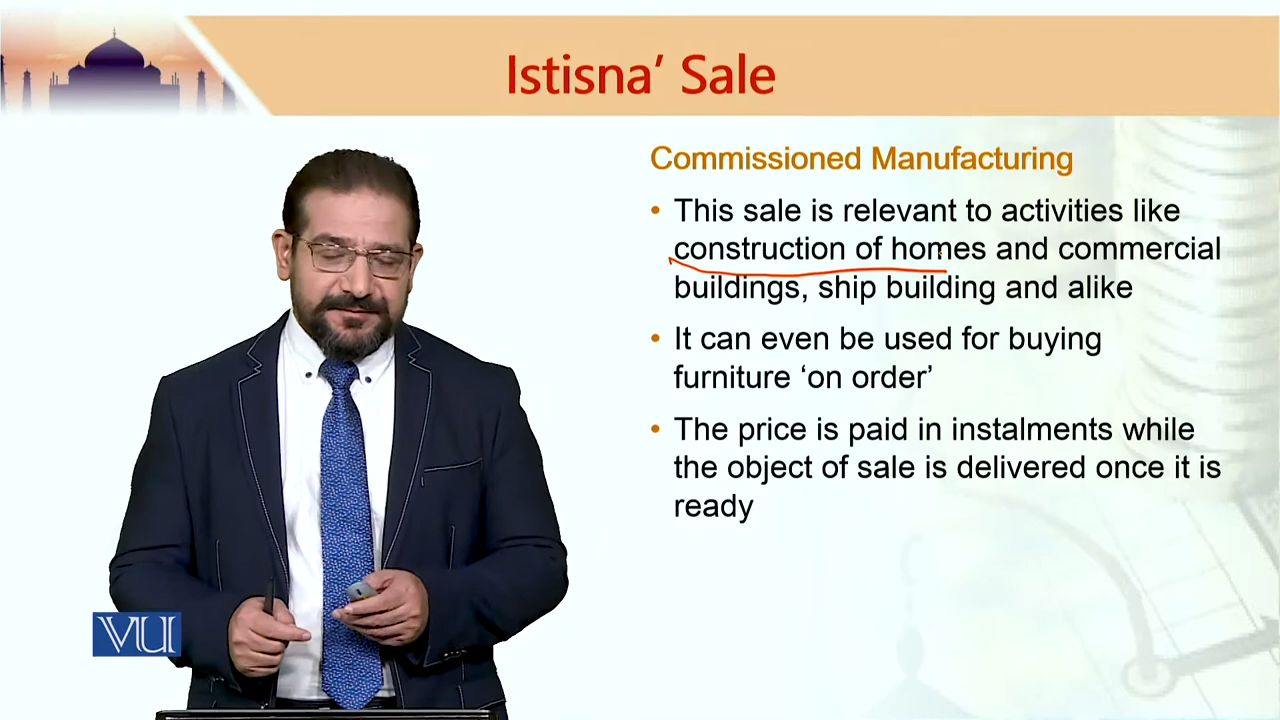 Istisna’ Sale
Commissioned Manufacturing
• This sale is relevant to activities like
construction of homes and commercial
buildings, ship building and alike
• It can even be used for buying
furniture ‘on order’
• The price is paid in instalments while
the object of sale is delivered once it is
ready
VU